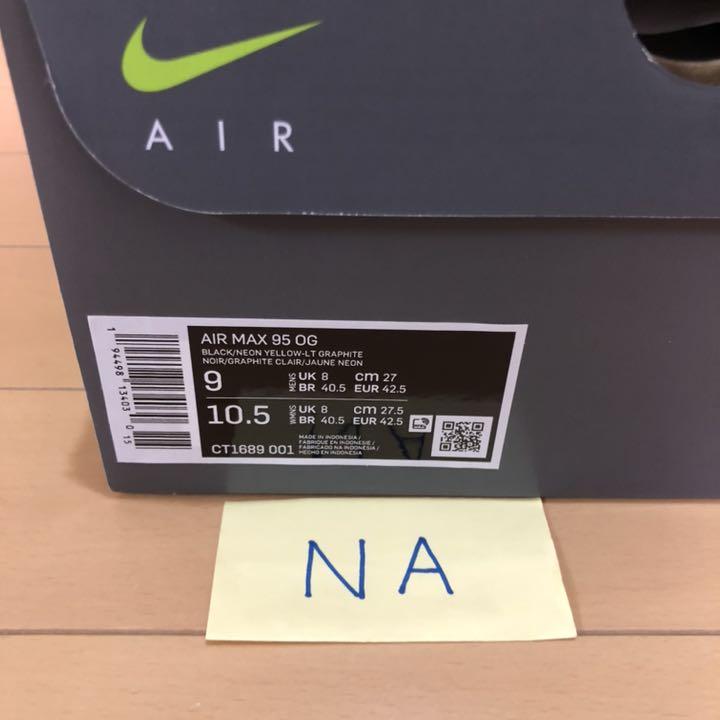 AIR
AIR MAX 95 OG
BLACK/NEON YELLOW-LT GRAPHITE
NOIR/GRAPHITE CLAIR/JAUNE NEON
9 MENS UK 8 cm 27
BR 40.5 EUR 42.5
10.5 WMNS UK 8 cm 27.5
BR 40.5 EUR 42.5
CT1689 001
MADE IN INDONESIA/
FABRIQUE EN INDONESIE/
FABRICADO NA INDONESIA/
HECHO EN INDONESIA
1 94498 13403 0 15
NA